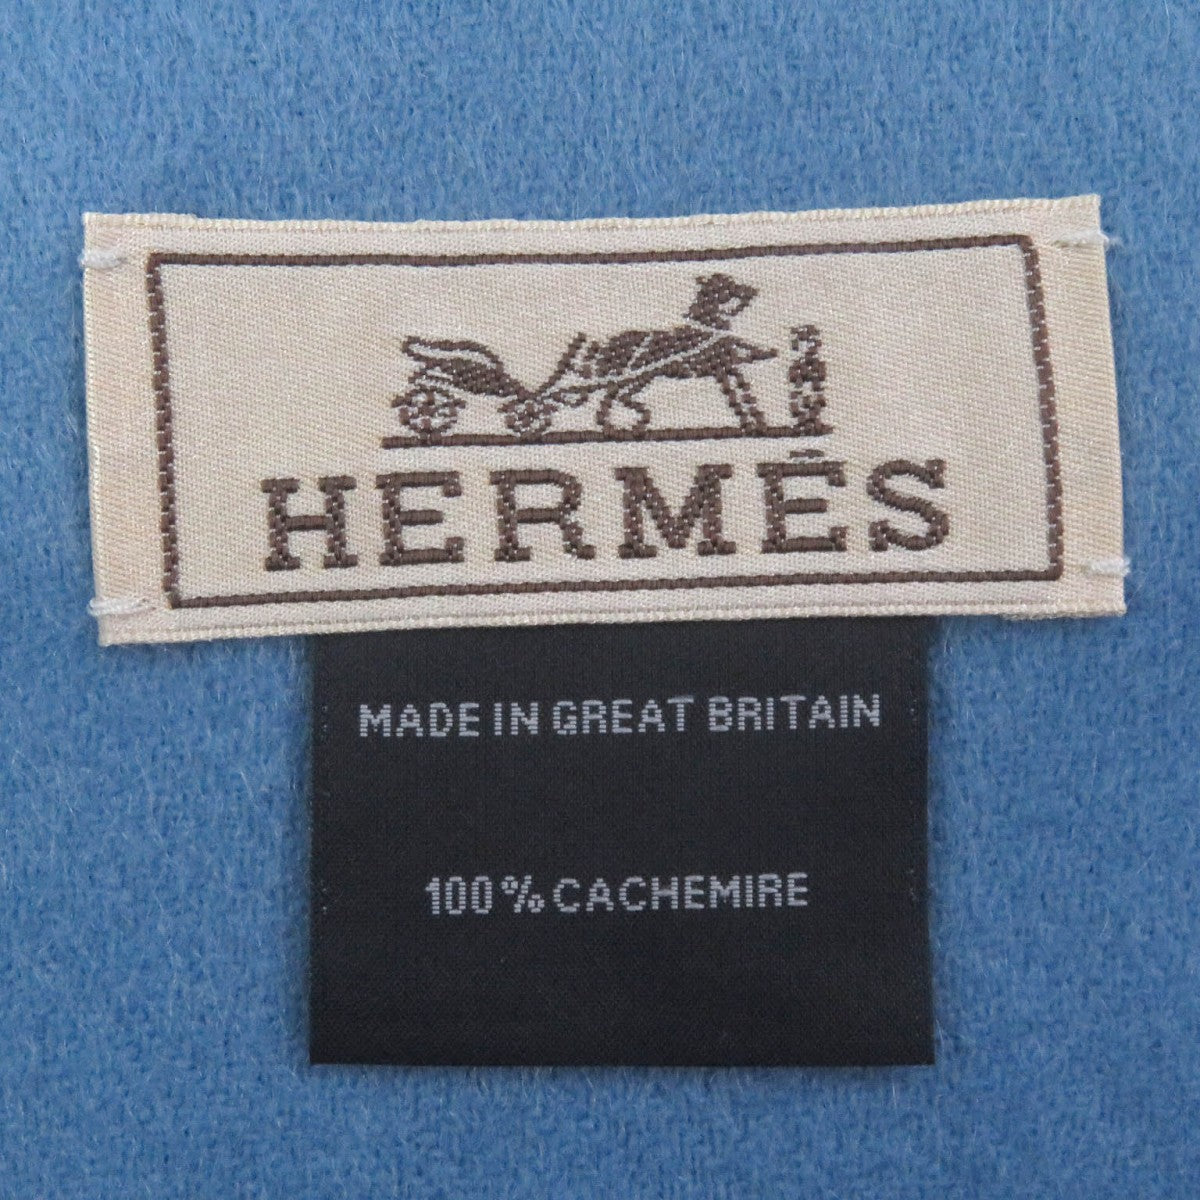 HERMÈS
MADE IN GREAT BRITAIN
100% CACHEMIRE